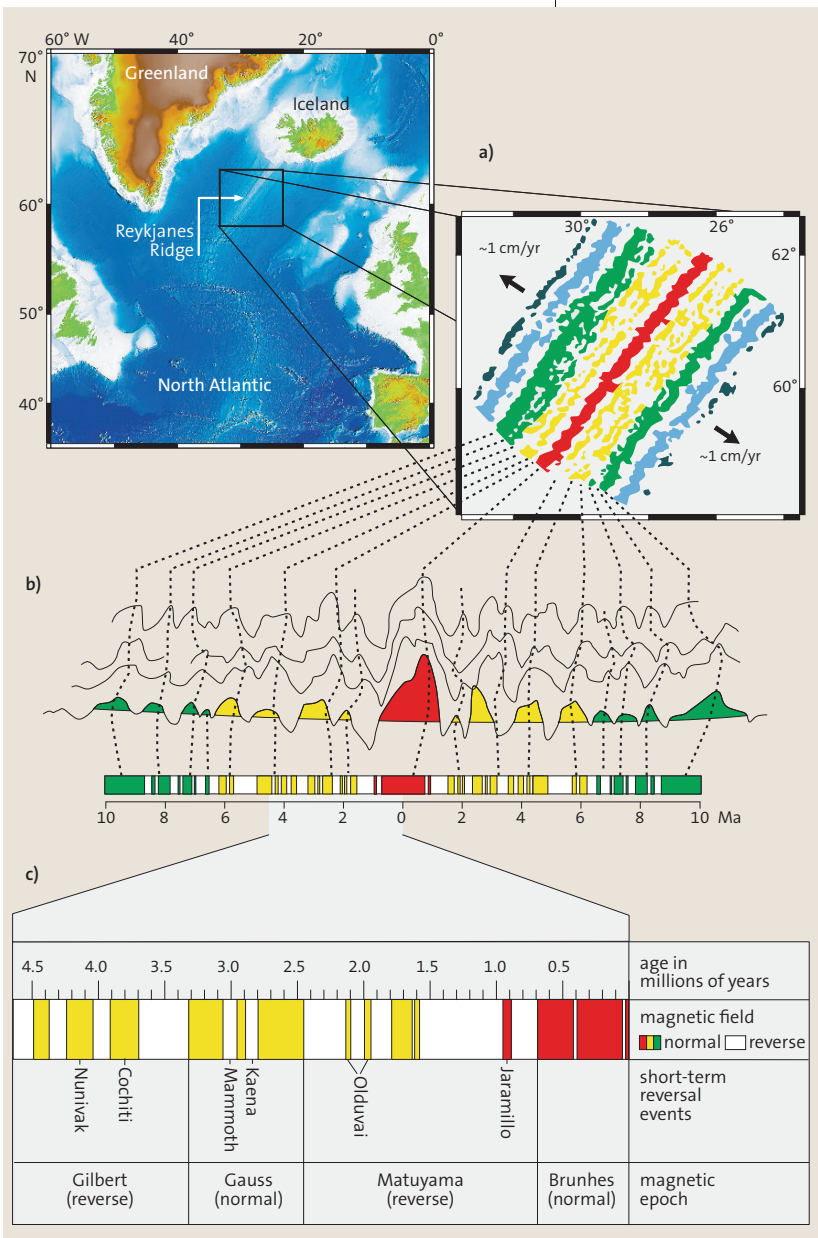 60° W 40° 20° 0°
70°
N
Greenland
Iceland
60°
Reykjanes
Ridge
50°
North Atlantic
40°
a)
30° 26°
~1 cm/yr
62°
60°
~1 cm/yr
b)
10 8 6 4 2 0 2 4 6 8 10 Ma
c)
4.5 4.0 3.5 3.0 2.5 2.0 1.5 1.0 0.5
age in
millions of years
magnetic field
normal reverse
Nunivak
Cochiti
Mammoth
Kaena
Olduvai
Jaramillo
short-term
reversal
events
Gilbert
(reverse)
Gauss
(normal)
Matuyama
(reverse)
Brunhes
(normal)
magnetic
epoch